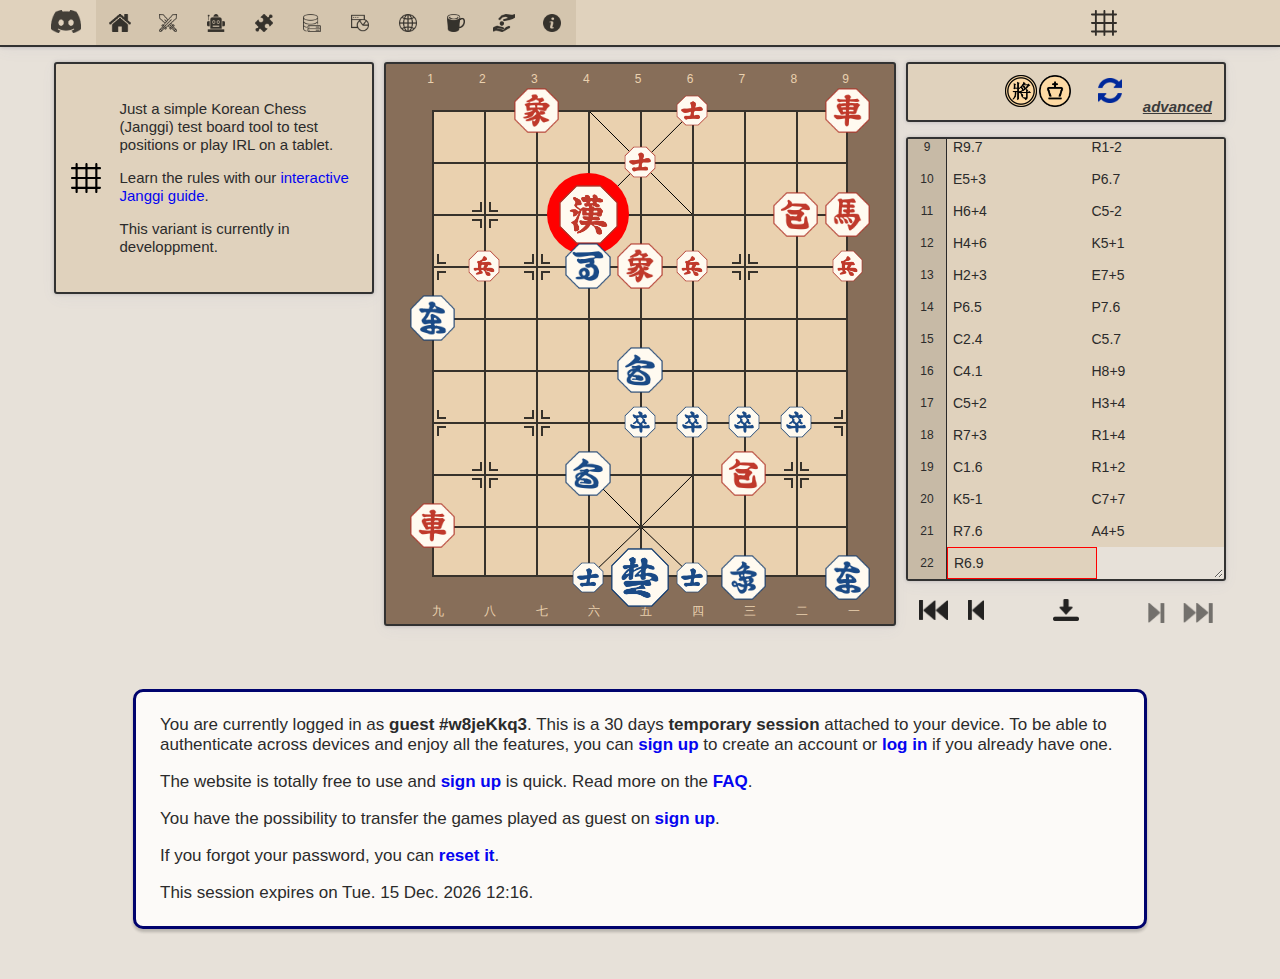 Just a simple Korean Chess
(Janggi) test board tool to test
positions or play IRL on a tablet.
Learn the rules with our interactive
Janggi guide.
This variant is currently in
developpment.
1 2 3 4 5 6 7 8 9
象 士 車
士
漢 包 馬
兵 象 兵 兵
車
卒 卒 卒 卒
包
車
士 楚 士
九 八 七 六 五 四 三 二 一
將
advanced
9 R9.7 R1-2
10 E5+3 P6.7
11 H6+4 C5-2
12 H4+6 K5+1
13 H2+3 E7+5
14 P6.5 P7.6
15 C2.4 C5.7
16 C4.1 H8+9
17 C5+2 H3+4
18 R7+3 R1+4
19 C1.6 R1+2
20 K5-1 C7+7
21 R7.6 A4+5
22 R6.9
You are currently logged in as guest #w8jeKkq3. This is a 30 days temporary session attached to your device. To be able to
authenticate across devices and enjoy all the features, you can sign up to create an account or log in if you already have one.
The website is totally free to use and sign up is quick. Read more on the FAQ.
You have the possibility to transfer the games played as guest on sign up.
If you forgot your password, you can reset it.
This session expires on Tue. 15 Dec. 2026 12:16.